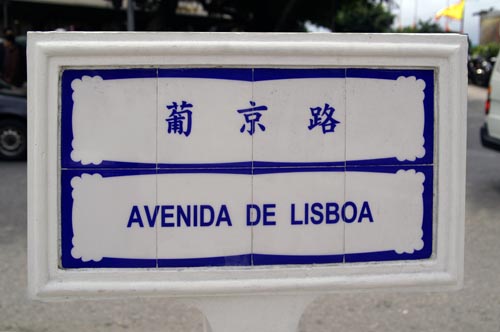 葡京路
AVENIDA DE LISBOA